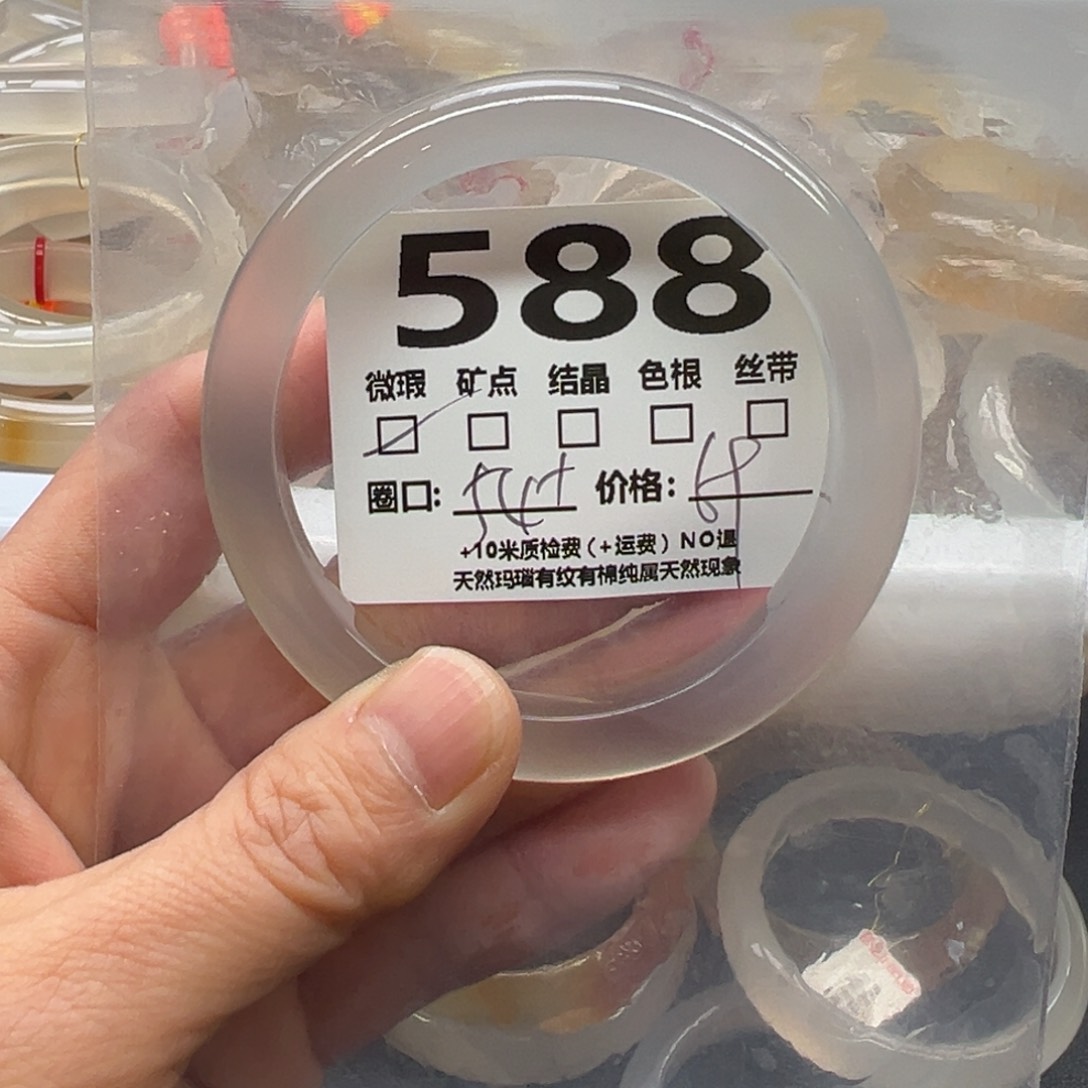 588
微瑕 矿点 结晶 色根 丝带
圈口: 54+ 价格: 68
+10米质检费(+运费) NO退
天然玛瑙有纹有棉纯属天然现象